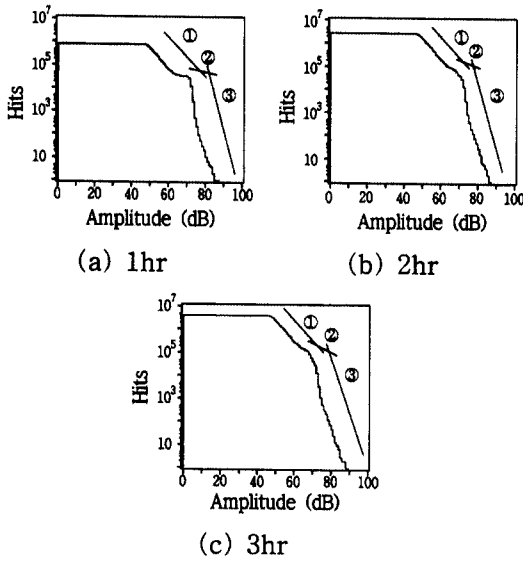 10⁷
10⁵
10³
10
Hits
① ② ③
0 20 40 60 80 100
Amplitude (dB)
(a) 1hr
10⁷
10⁵
10³
10
Hits
① ② ③
0 20 40 60 80 100
Amplitude (dB)
(b) 2hr
10⁷
10⁵
10³
10
Hits
① ② ③
0 20 40 60 80 100
Amplitude (dB)
(c) 3hr